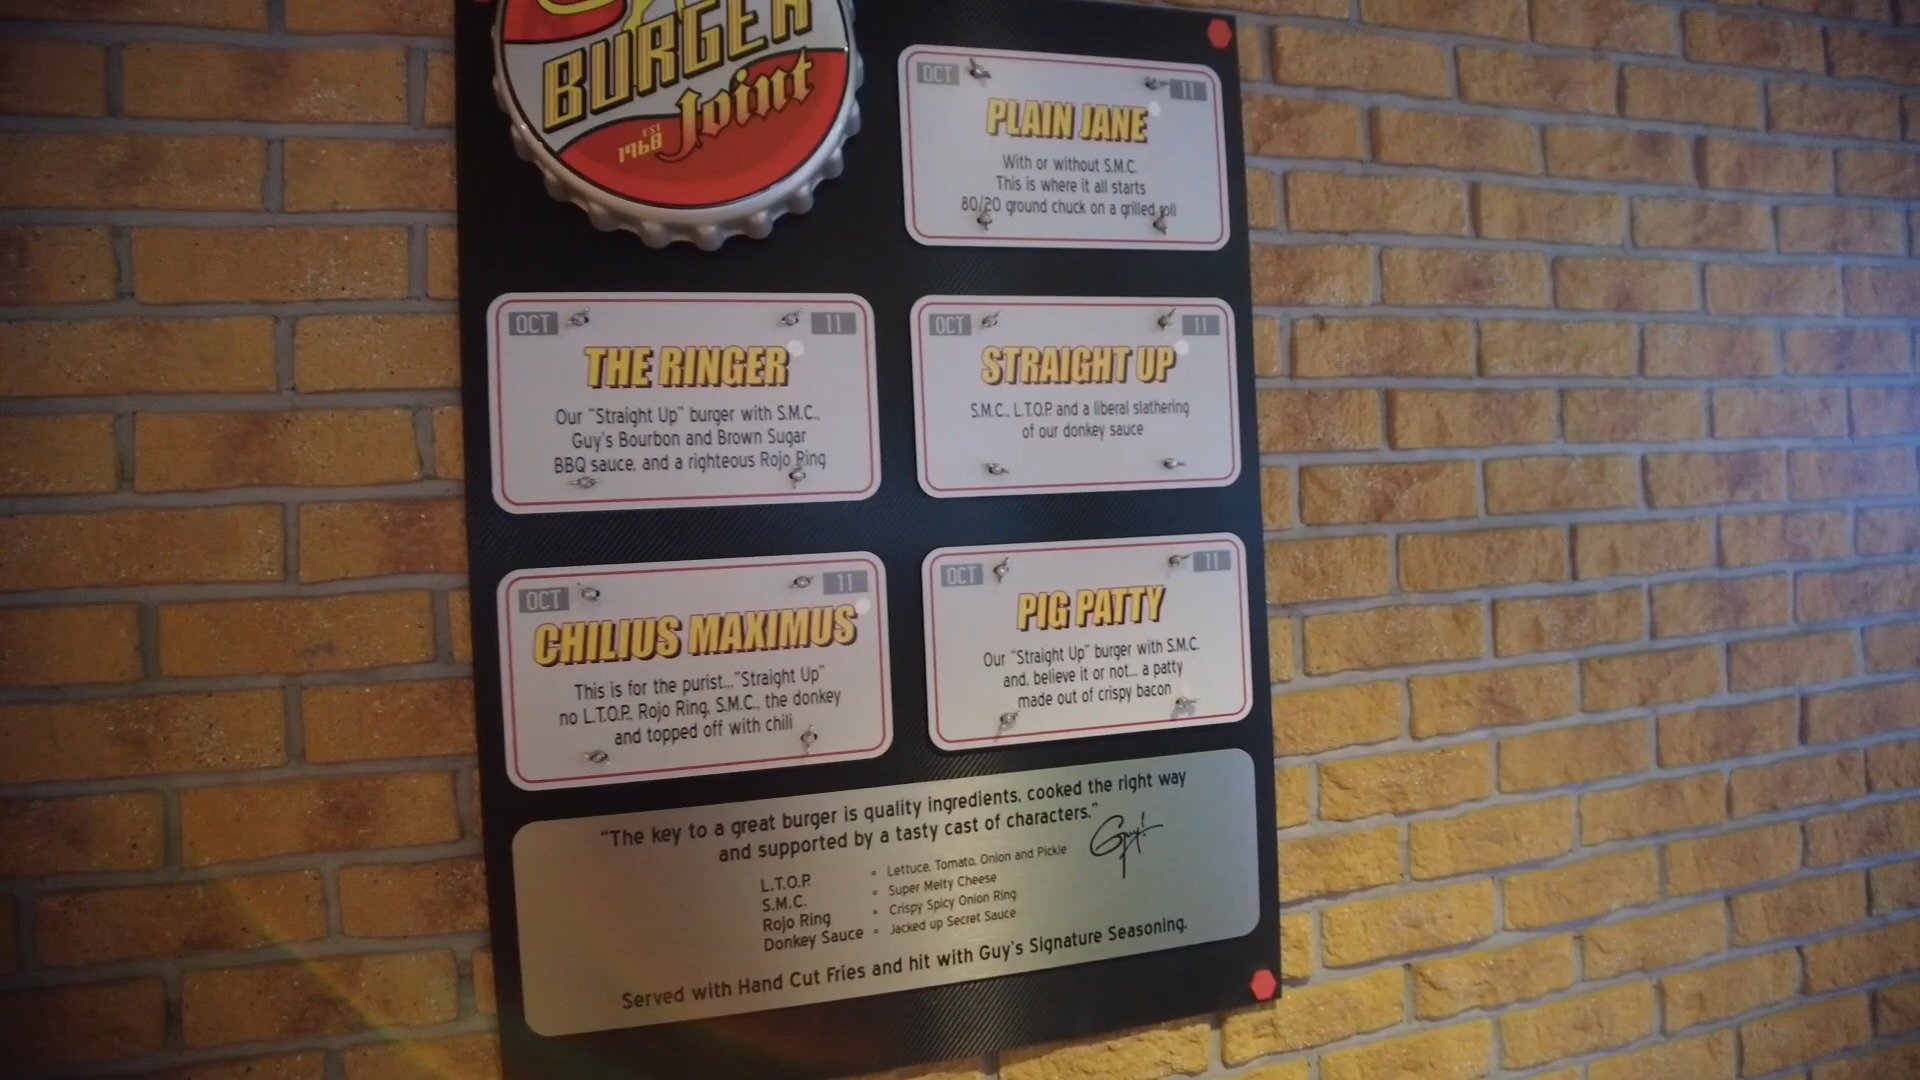 BURGER
Joint
EST
1968
OCT 11
PLAIN JANE
With or without S.M.C.
This is where it all starts
80/20 ground chuck on a grilled roll
OCT 11
THE RINGER
Our "Straight Up" burger with S.M.C.,
Guy's Bourbon and Brown Sugar
BBQ sauce, and a righteous Rojo Ring
OCT 11
STRAIGHT UP
S.M.C., L.T.O.P. and a liberal slathering
of our donkey sauce
OCT 11
CHILIUS MAXIMUS
This is for the purist..."Straight Up"
no L.T.O.P., Rojo Ring, S.M.C., the donkey
and topped off with chili
OCT 11
PIG PATTY
Our "Straight Up" burger with S.M.C.
and, believe it or not... a patty
made out of crispy bacon
"The key to a great burger is quality ingredients, cooked the right way
and supported by a tasty cast of characters."
L.T.O.P. = Lettuce, Tomato, Onion and Pickle
S.M.C. = Super Melty Cheese
Rojo Ring = Crispy Spicy Onion Ring
Donkey Sauce = Jacked up Secret Sauce
Served with Hand Cut Fries and hit with Guy's Signature Seasoning.